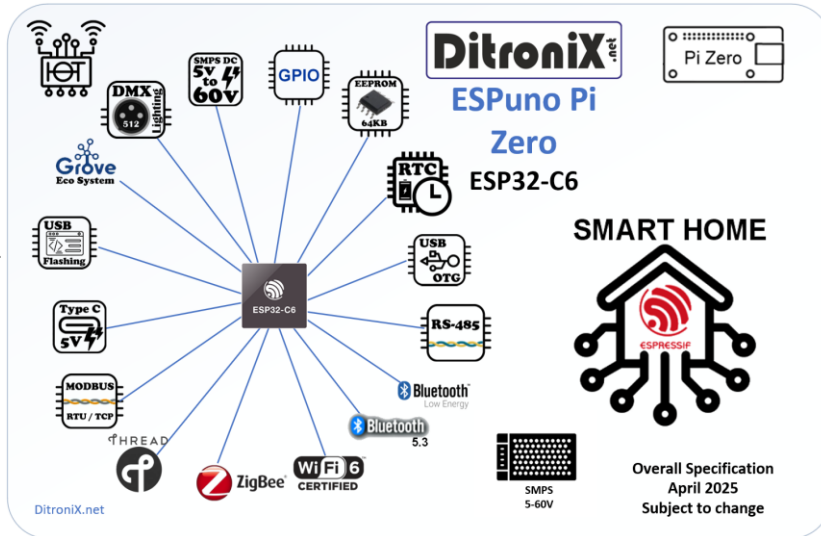 IOT
DMX
512
Lighting
SMPS DC
5v
to
60v
GPIO
EEPROM
64KB
DitroniX.net
Pi Zero
ESPuno Pi
Zero
ESP32-C6
Grove
Eco System
RTC
USB
Flashing
USB
OTG
SMART HOME
ESP32-C6
Type C
5V
RS-485
ESPRESSIF
MODBUS
RTU / TCP
Bluetooth
Low Energy
THREAD
Bluetooth
5.3
ZigBee
WiFi 6
CERTIFIED
SMPS
5-60V
Overall Specification
April 2025
Subject to change
DitroniX.net